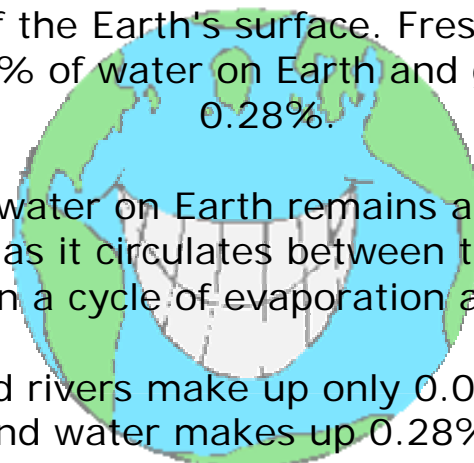 f the Earth's surface. Fres
% of water on Earth and
0.28%.
water on Earth remains a
as it circulates between t
n a cycle of evaporation a
d rivers make up only 0.0
nd water makes up 0.28%